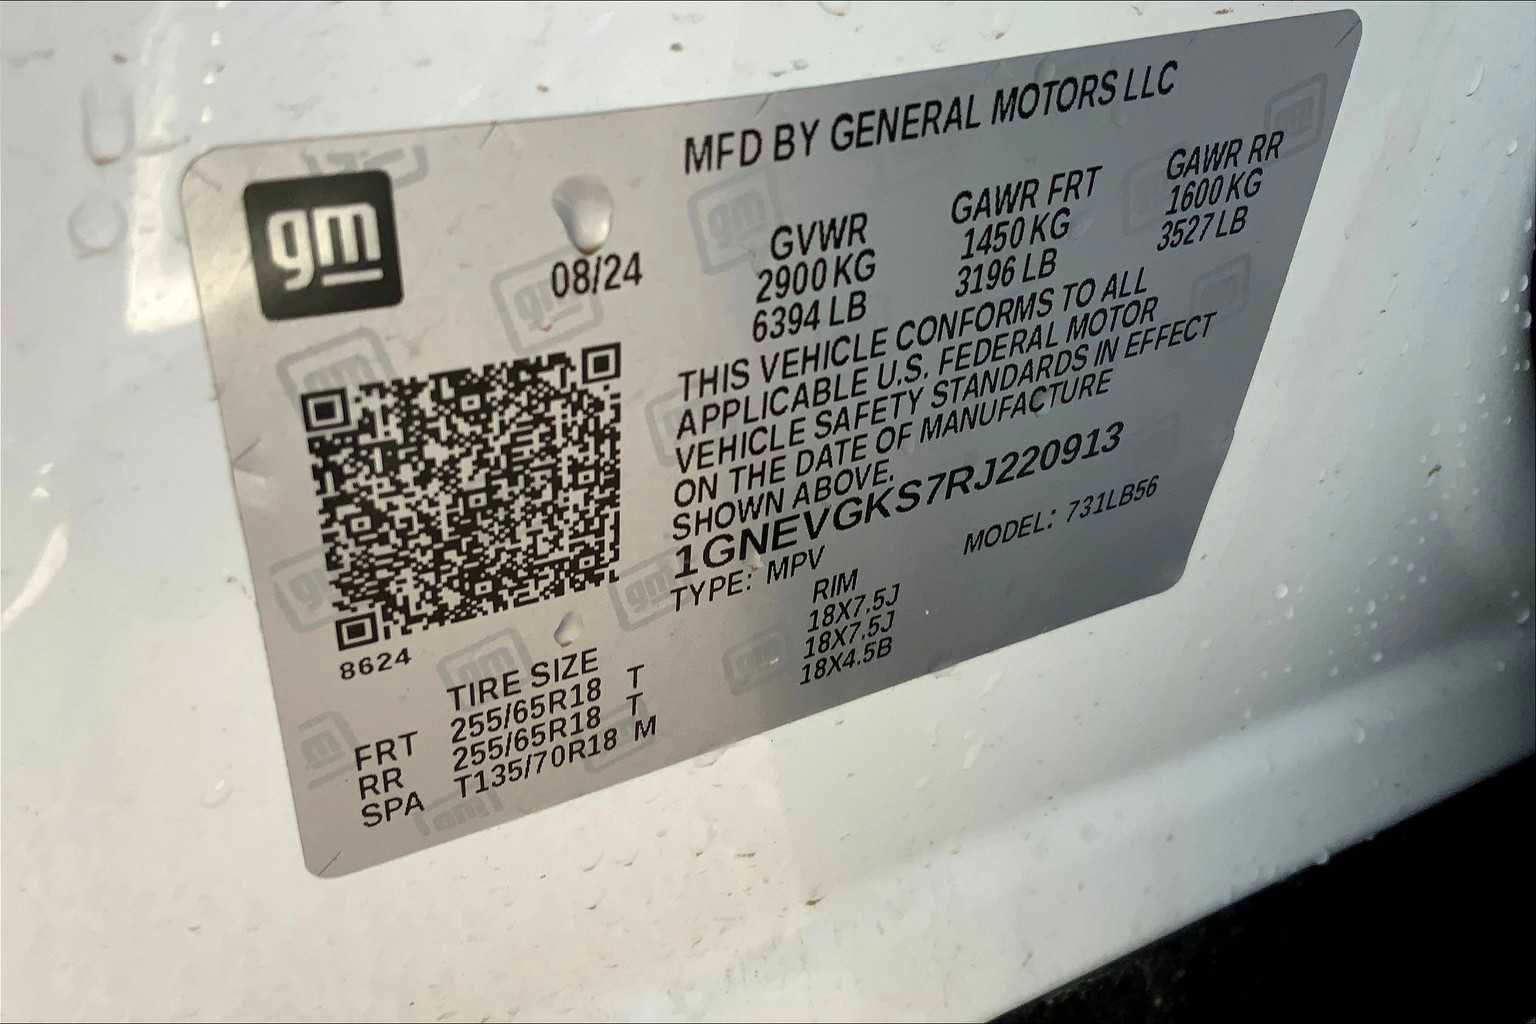 MFD BY GENERAL MOTORS LLC
gm
08/24
GVWR GAWR FRT GAWR RR
2900 KG 1450 KG 1600 KG
6394 LB 3196 LB 3527 LB
THIS VEHICLE CONFORMS TO ALL
APPLICABLE U.S. FEDERAL MOTOR
VEHICLE SAFETY STANDARDS IN EFFECT
ON THE DATE OF MANUFACTURE
SHOWN ABOVE.
1GNEVGKS7RJ220913
TYPE: MPV MODEL: 731LB56
8624
TIRE SIZE RIM
FRT 255/65R18 T 18X7.5J
RR 255/65R18 T 18X7.5J
SPA T135/70R18 M 18X4.5B